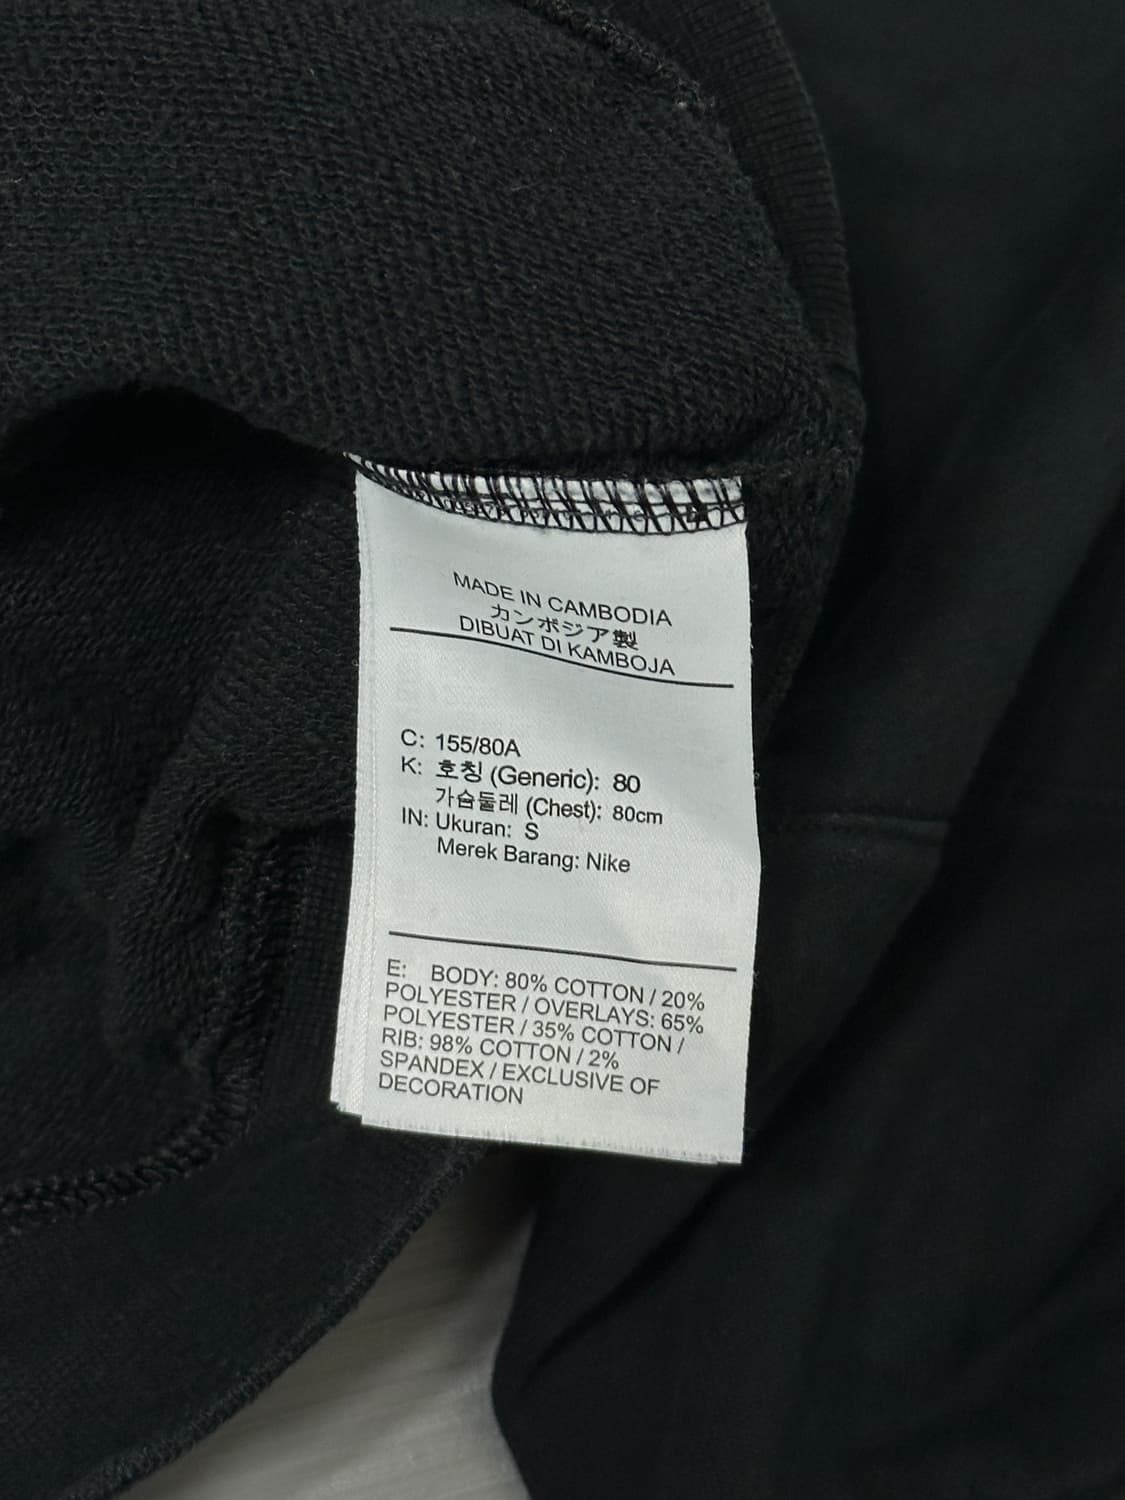 MADE IN CAMBODIA
カンボジア製
DIBUAT DI KAMBOJA
C: 155/80A
K: 호칭 (Generic): 80
가슴둘레 (Chest): 80cm
IN: Ukuran: S
Merek Barang: Nike
E: BODY: 80% COTTON / 20%
POLYESTER / OVERLAYS: 65%
POLYESTER / 35% COTTON /
RIB: 98% COTTON / 2%
SPANDEX / EXCLUSIVE OF
DECORATION